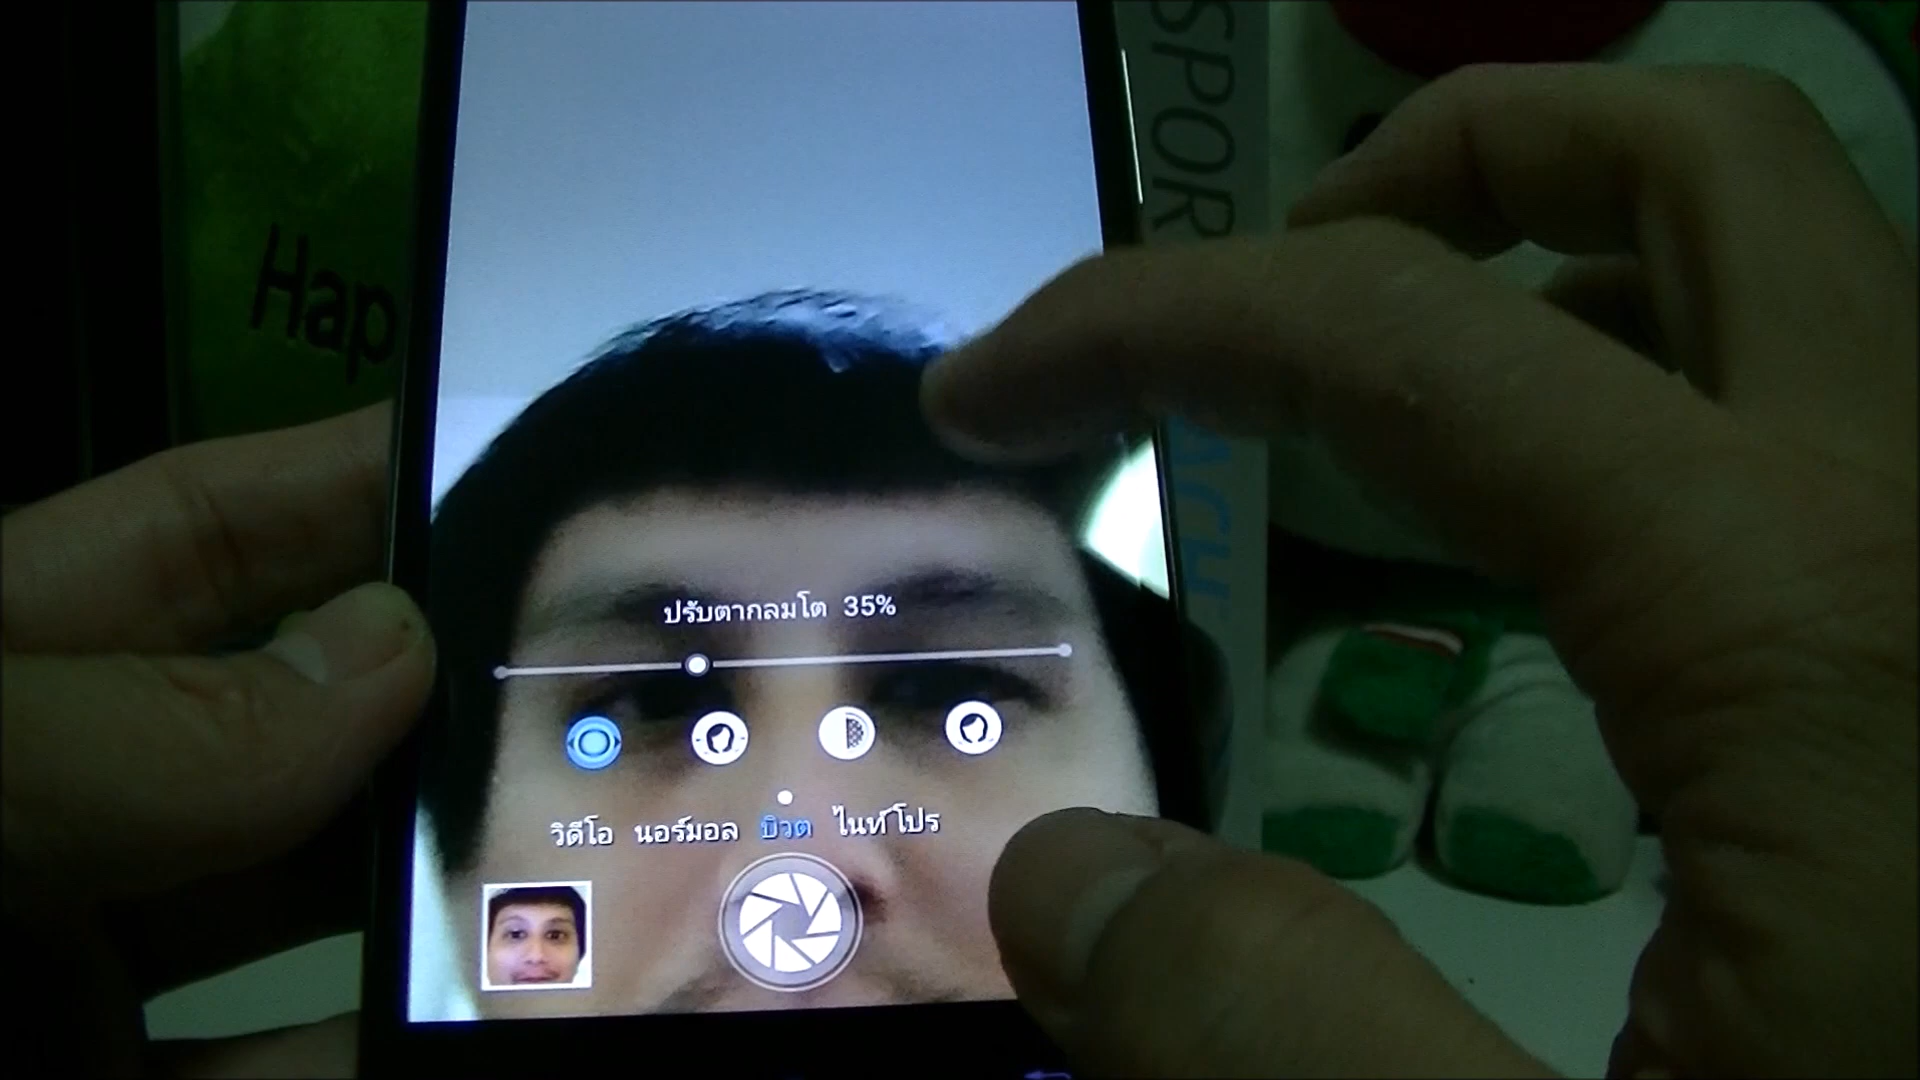 SPOR
Hap
ACH
ปรับตากลมโต 35%
วิดีโอ นอร์มอล บิวต ไนท์ โปร